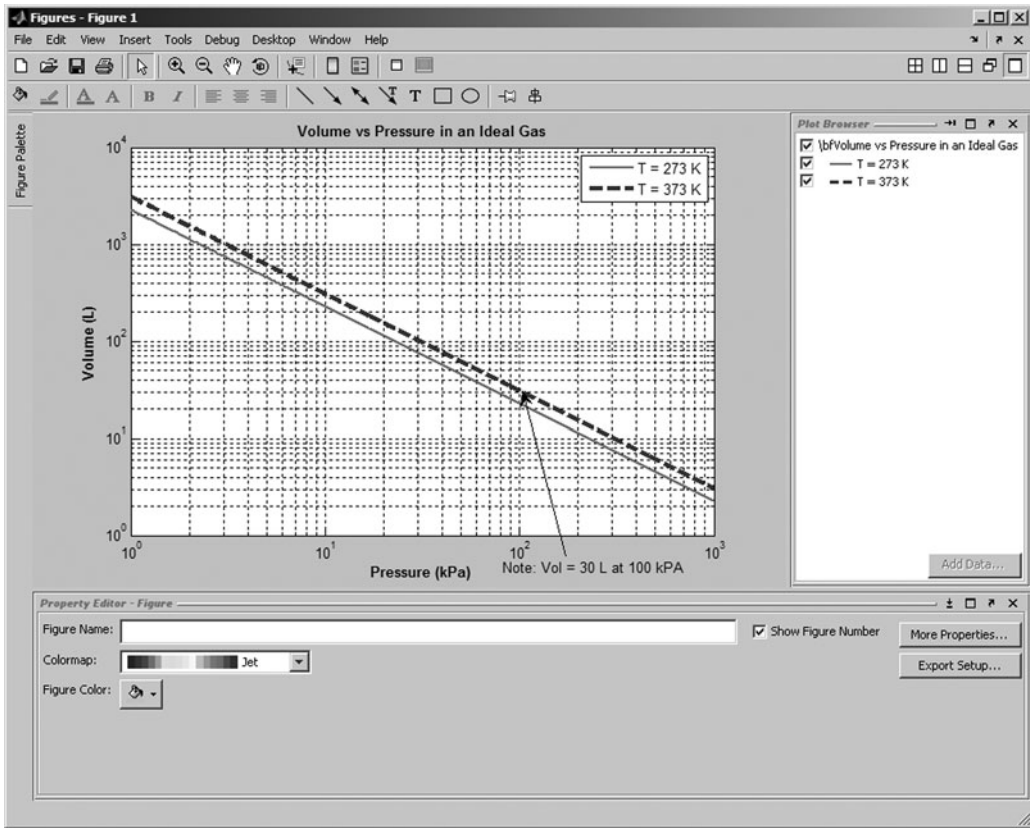 Figures - Figure 1
File Edit View Insert Tools Debug Desktop Window Help
T
A A B I T
Figure Palette
Volume vs Pressure in an Ideal Gas
T = 273 K
T = 373 K
10^4
10^3
10^2
10^1
10^0
Volume (L)
10^0 10^1 10^2 10^3
Pressure (kPa)
Note: Vol = 30 L at 100 kPA
Plot Browser
\bfVolume vs Pressure in an Ideal Gas
T = 273 K
T = 373 K
Add Data...
Property Editor - Figure
Figure Name:
Show Figure Number
More Properties...
Colormap:
Jet
Export Setup...
Figure Color: